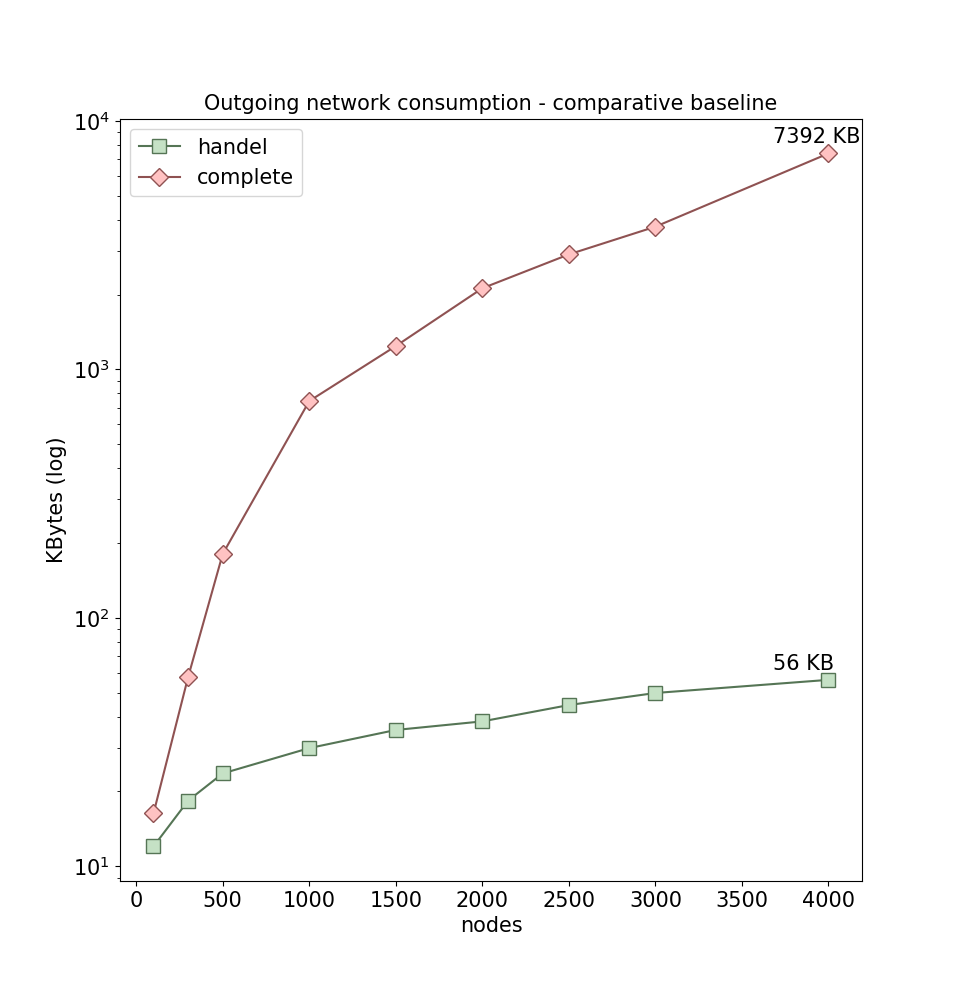 Outgoing network consumption - comparative baseline
handel
complete
7392 KB
56 KB
KBytes (log)
10⁴
10³
10²
10¹
0 500 1000 1500 2000 2500 3000 3500 4000
nodes